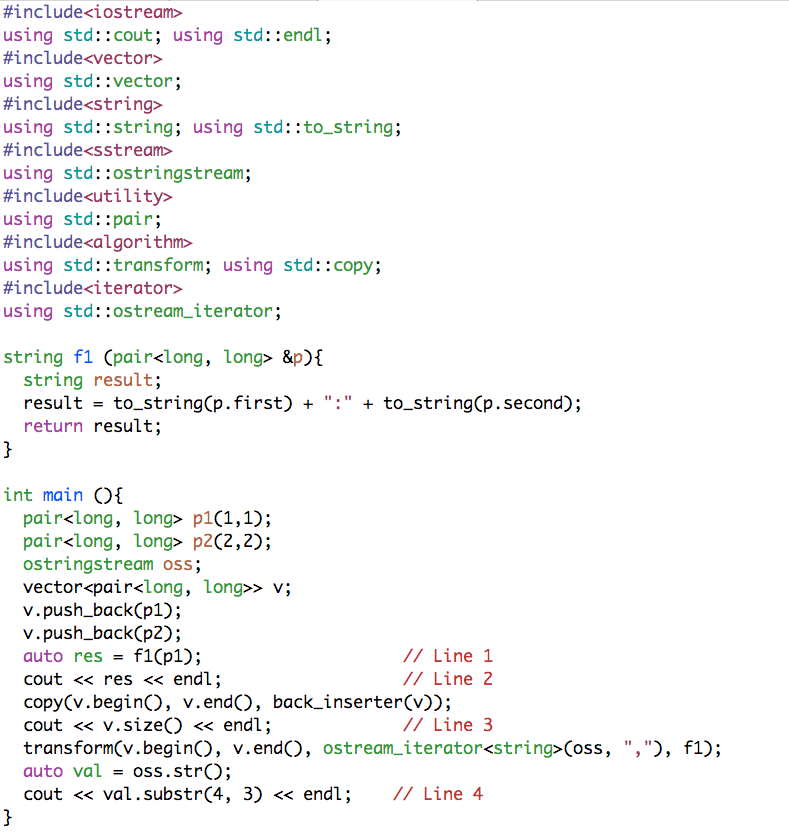 #include<iostream>
using std::cout; using std::endl;
#include<vector>
using std::vector;
#include<string>
using std::string; using std::to_string;
#include<sstream>
using std::ostringstream;
#include<utility>
using std::pair;
#include<algorithm>
using std::transform; using std::copy;
#include<iterator>
using std::ostream_iterator;

string f1 (pair<long, long> &p){
  string result;
  result = to_string(p.first) + ":" + to_string(p.second);
  return result;
}

int main (){
  pair<long, long> p1(1,1);
  pair<long, long> p2(2,2);
  ostringstream oss;
  vector<pair<long, long>> v;
  v.push_back(p1);
  v.push_back(p2);
  auto res = f1(p1);                    // Line 1
  cout << res << endl;                  // Line 2
  copy(v.begin(), v.end(), back_inserter(v));
  cout << v.size() << endl;             // Line 3
  transform(v.begin(), v.end(), ostream_iterator<string>(oss, ","), f1);
  auto val = oss.str();
  cout << val.substr(4, 3) << endl;    // Line 4
}